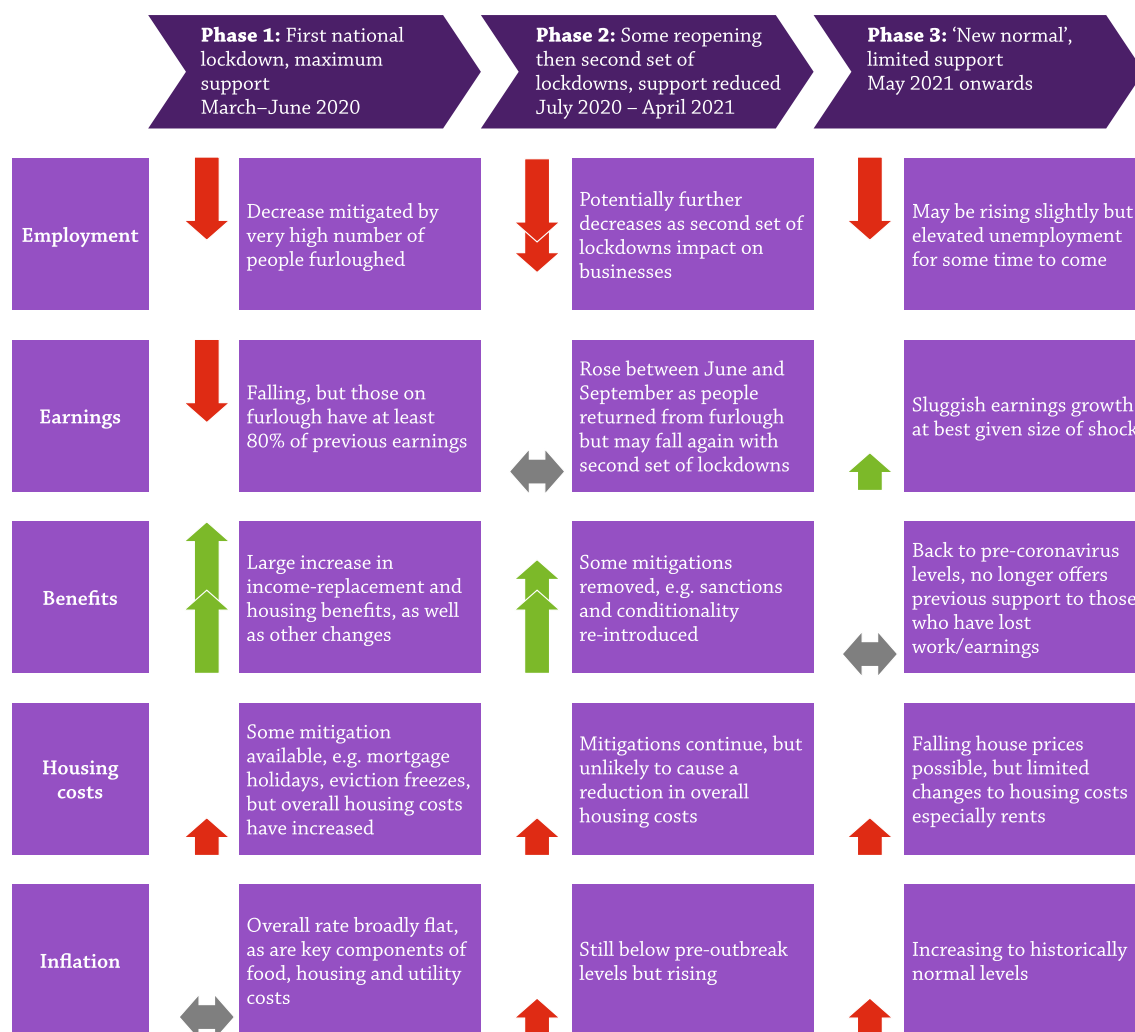 Phase 1: First national
lockdown, maximum
support
March–June 2020
Phase 2: Some reopening
then second set of
lockdowns, support reduced
July 2020 – April 2021
Phase 3: ‘New normal’,
limited support
May 2021 onwards
Employment
Decrease mitigated by
very high number of
people furloughed
Potentially further
decreases as second set of
lockdowns impact on
businesses
May be rising slightly but
elevated unemployment
for some time to come
Earnings
Falling, but those on
furlough have at least
80% of previous earnings
Rose between June and
September as people
returned from furlough
but may fall again with
second set of lockdowns
Sluggish earnings growth
at best given size of shock
Benefits
Large increase in
income-replacement and
housing benefits, as well
as other changes
Some mitigations
removed, e.g. sanctions
and conditionality
re-introduced
Back to pre-coronavirus
levels, no longer offers
previous support to those
who have lost
work/earnings
Housing
costs
Some mitigation
available, e.g. mortgage
holidays, eviction freezes,
but overall housing costs
have increased
Mitigations continue, but
unlikely to cause a
reduction in overall
housing costs
Falling house prices
possible, but limited
changes to housing costs
especially rents
Inflation
Overall rate broadly flat,
as are key components of
food, housing and utility
costs
Still below pre-outbreak
levels but rising
Increasing to historically
normal levels